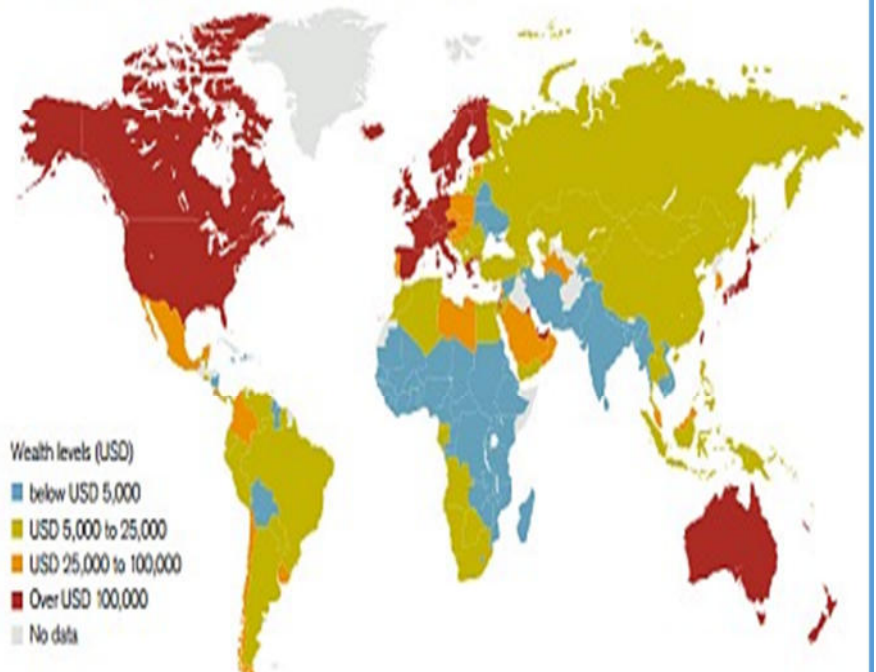 Wealth levels (USD)
below USD 5,000
USD 5,000 to 25,000
USD 25,000 to 100,000
Over USD 100,000
No data